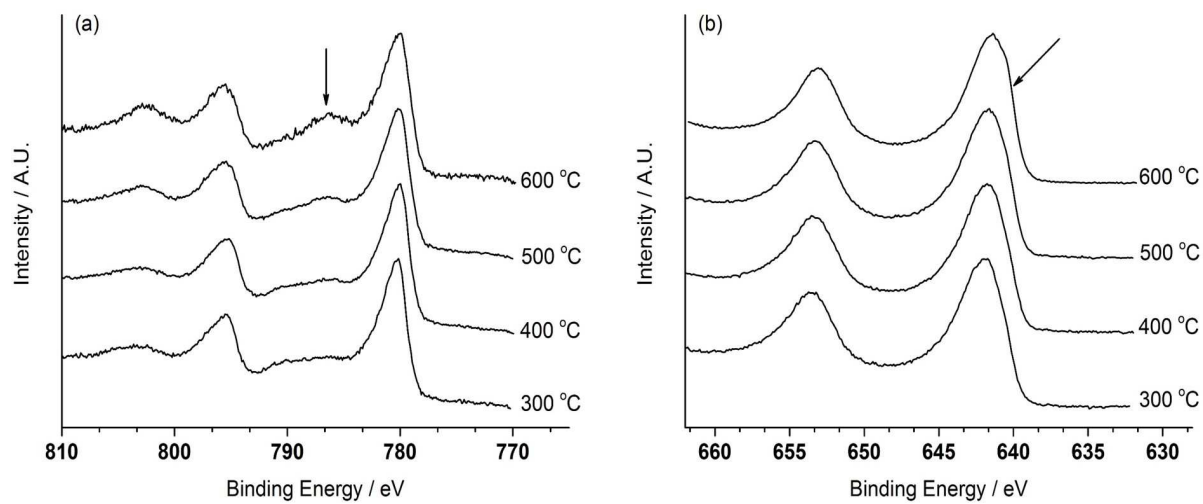 (a)
Intensity / A.U.
600 °C
500 °C
400 °C
300 °C
810 800 790 780 770
Binding Energy / eV
(b)
Intensity / A.U.
600 °C
500 °C
400 °C
300 °C
660 655 650 645 640 635 630
Binding Energy / eV